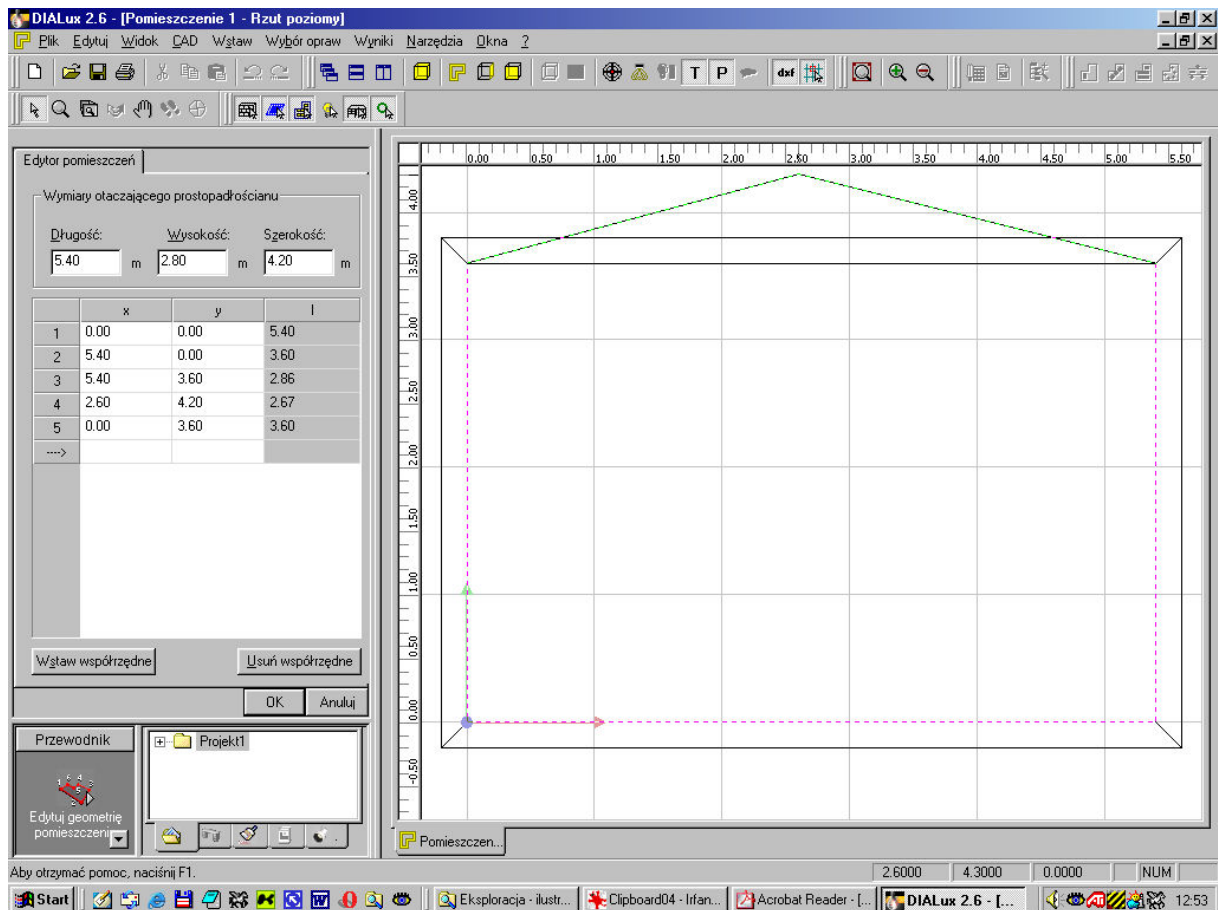 DIALux 2.6 - [Pomieszczenie 1 - Rzut poziomy]
Plik Edytuj Widok CAD Wstaw Wybór opraw Wyniki Narzędzia Okna ?
T P dxf
Edytor pomieszczeń
Wymiary otaczającego prostopadłościanu
Długość: Wysokość: Szerokość:
5.40 m 2.80 m 4.20 m
x y l
1 0.00 0.00 5.40
2 5.40 0.00 3.60
3 5.40 3.60 2.86
4 2.60 4.20 2.67
5 0.00 3.60 3.60
---->
Wstaw współrzędne Usuń współrzędne
OK Anuluj
Przewodnik
Edytuj geometrię
pomieszczeni
Projekt1
0.00 0.50 1.00 1.50 2.00 2.50 3.00 3.50 4.00 4.50 5.00 5.50
4.00
3.50
3.00
2.50
2.00
1.50
1.00
0.50
0.00
-0.50
Pomieszczen...
Aby otrzymać pomoc, naciśnij F1.
2.6000 4.3000 0.0000 NUM
Start Eksploracja - ilustr... Clipboard04 - Irfan... Acrobat Reader - [... DIALux 2.6 - [... 12:53